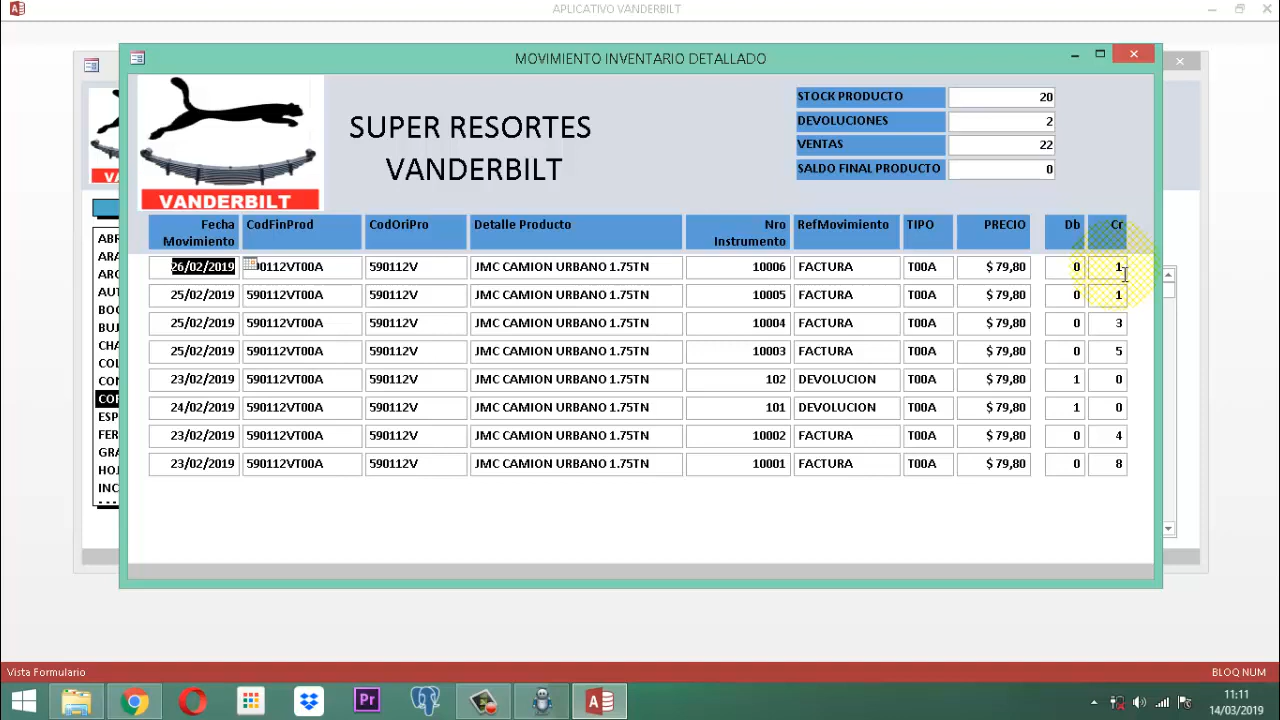 APLICATIVO VANDERBILT
MOVIMIENTO INVENTARIO DETALLADO
VANDERBILT
SUPER RESORTES
VANDERBILT
STOCK PRODUCTO 20
DEVOLUCIONES 2
VENTAS 22
SALDO FINAL PRODUCTO 0
Fecha Movimiento CodFinProd CodOriPro Detalle Producto Nro Instrumento RefMovimiento TIPO PRECIO Db Cr
26/02/2019 90112VT00A 590112V JMC CAMION URBANO 1.75TN 10006 FACTURA T00A $ 79,80 0 1
25/02/2019 590112VT00A 590112V JMC CAMION URBANO 1.75TN 10005 FACTURA T00A $ 79,80 0 1
25/02/2019 590112VT00A 590112V JMC CAMION URBANO 1.75TN 10004 FACTURA T00A $ 79,80 0 3
25/02/2019 590112VT00A 590112V JMC CAMION URBANO 1.75TN 10003 FACTURA T00A $ 79,80 0 5
23/02/2019 590112VT00A 590112V JMC CAMION URBANO 1.75TN 102 DEVOLUCION T00A $ 79,80 1 0
24/02/2019 590112VT00A 590112V JMC CAMION URBANO 1.75TN 101 DEVOLUCION T00A $ 79,80 1 0
23/02/2019 590112VT00A 590112V JMC CAMION URBANO 1.75TN 10002 FACTURA T00A $ 79,80 0 4
23/02/2019 590112VT00A 590112V JMC CAMION URBANO 1.75TN 10001 FACTURA T00A $ 79,80 0 8
ABR
ARA
ARC
AUT
BOC
BUJ
CHA
COL
CON
COR
ESP
FER
GRA
HOJ
INC
Vista Formulario
BLOQ NUM
Pr
11:11
14/03/2019